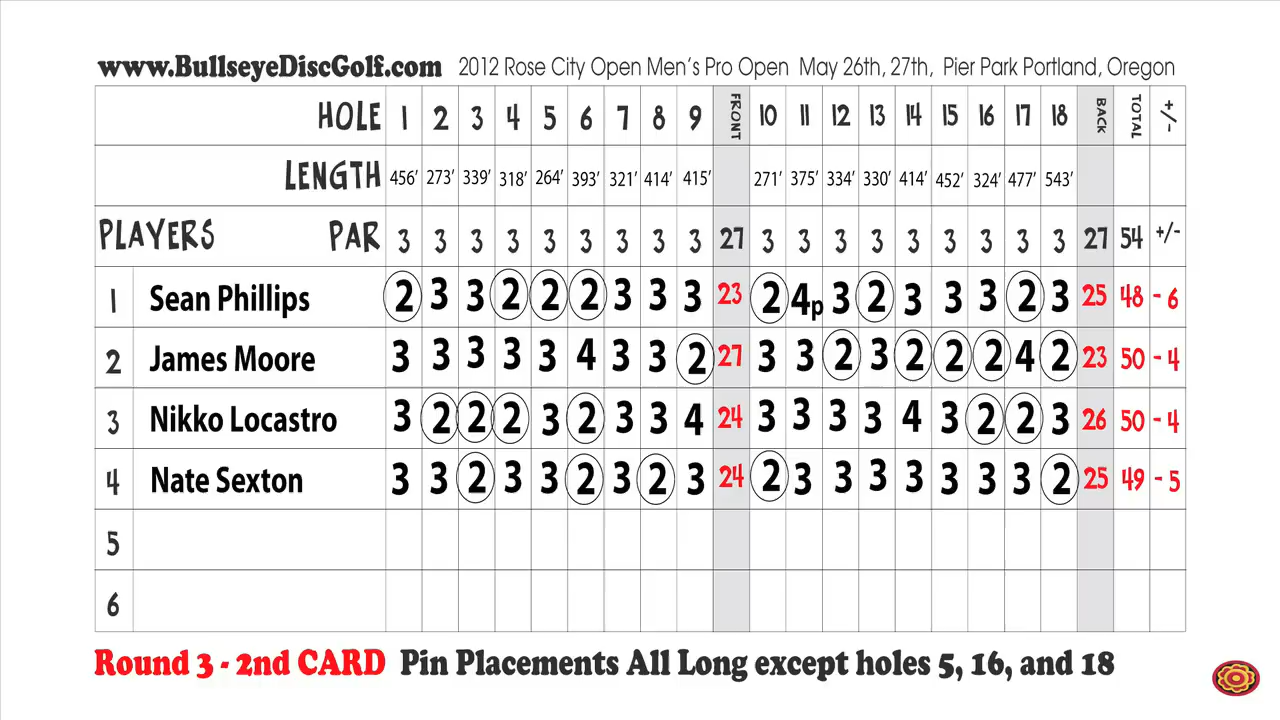 www.BullseyeDiscGolf.com 2012 Rose City Open Men's Pro Open May 26th, 27th, Pier Park Portland, Oregon
HOLE 1 2 3 4 5 6 7 8 9 FRONT 10 11 12 13 14 15 16 17 18 BACK TOTAL +/-
LENGTH 456' 273' 339' 318' 264' 393' 321' 414' 415' 271' 375' 334' 330' 414' 452' 324' 477' 543'
PLAYERS PAR 3 3 3 3 3 3 3 3 3 27 3 3 3 3 3 3 3 3 3 27 54 +/-
1 Sean Phillips 2 3 3 2 2 2 3 3 3 23 2 4p 3 2 3 3 3 2 3 25 48 - 6
2 James Moore 3 3 3 3 3 4 3 3 2 27 3 3 2 3 2 2 2 4 2 23 50 - 4
3 Nikko Locastro 3 2 2 2 3 2 3 3 4 24 3 3 3 3 4 3 2 2 3 26 50 - 4
4 Nate Sexton 3 3 2 3 3 2 3 2 3 24 2 3 3 3 3 3 3 3 2 25 49 - 5
5
6
Round 3 - 2nd CARD Pin Placements All Long except holes 5, 16, and 18